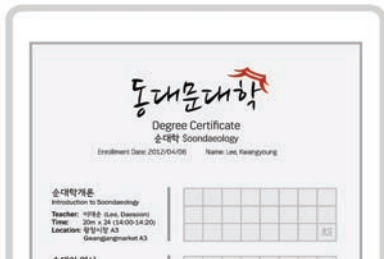 동대문대학
Degree Certificate
순대학 Soondaeology
Enrollment Date: 2012/04/06 Name: Lee, Kwangyoung
순대학개론
Introduction to Soondaeology
Teacher: 이대순 (Lee, Daesoon)
Time: 20m x 24 (14:00-14:20)
Location: 광장시장 A3
Gwangjangmarket A3